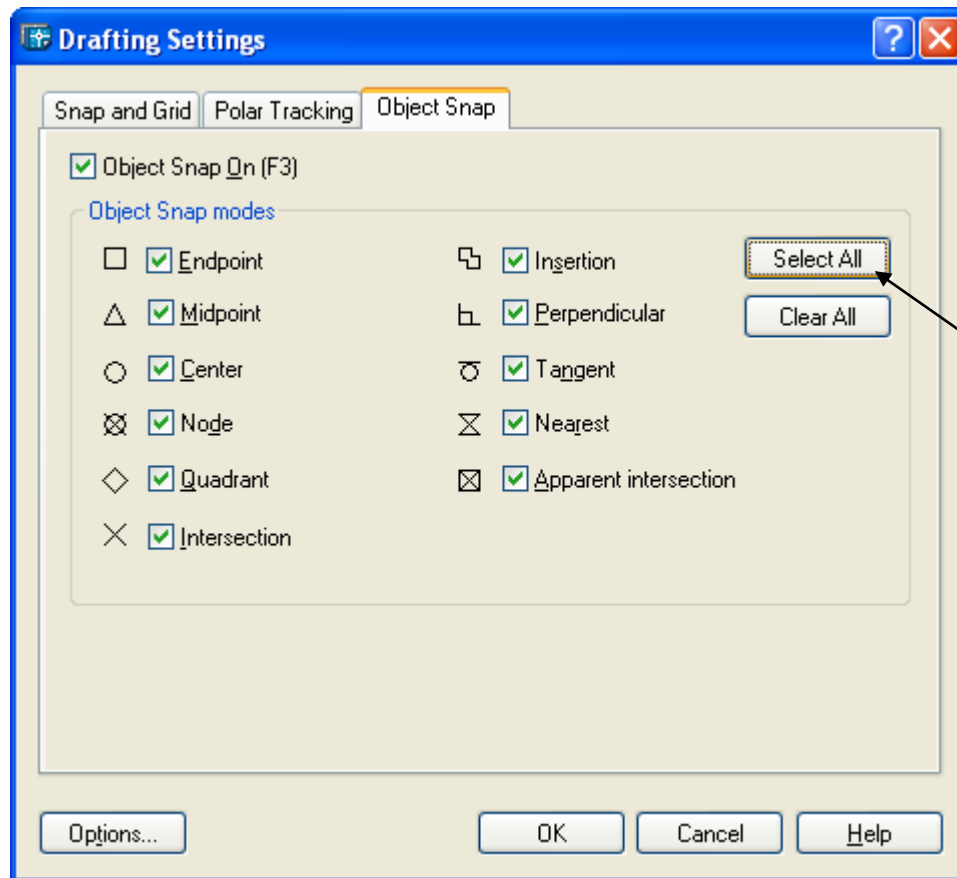 Drafting Settings
Snap and Grid
Polar Tracking
Object Snap
Object Snap On (F3)
Object Snap modes
Endpoint
Midpoint
Center
Node
Quadrant
Intersection
Insertion
Perpendicular
Tangent
Nearest
Apparent intersection
Select All
Clear All
Options...
OK
Cancel
Help